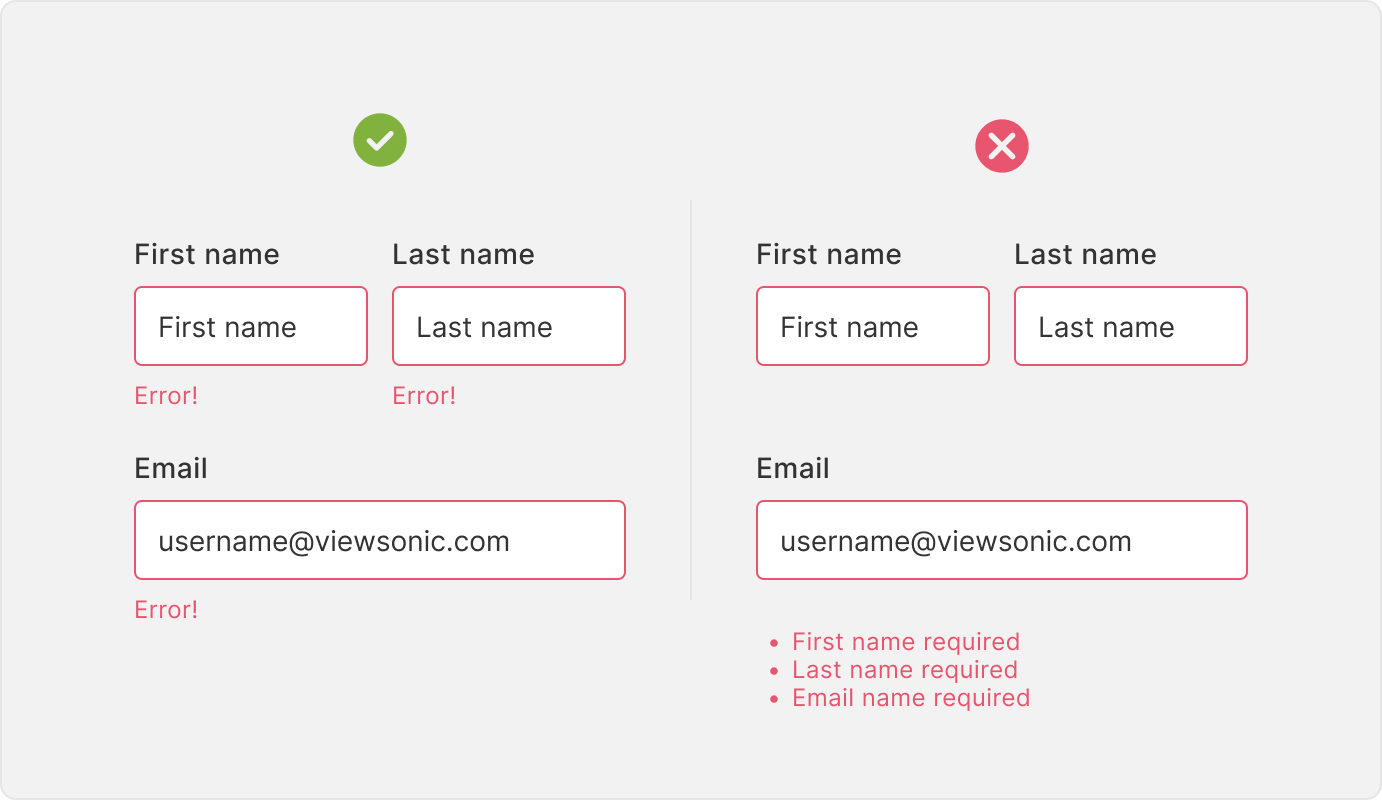 First name
Last name
First name
Last name
Error!
Error!
Email
username@viewsonic.com
Error!
First name
Last name
First name
Last name
Email
username@viewsonic.com
• First name required
• Last name required
• Email name required